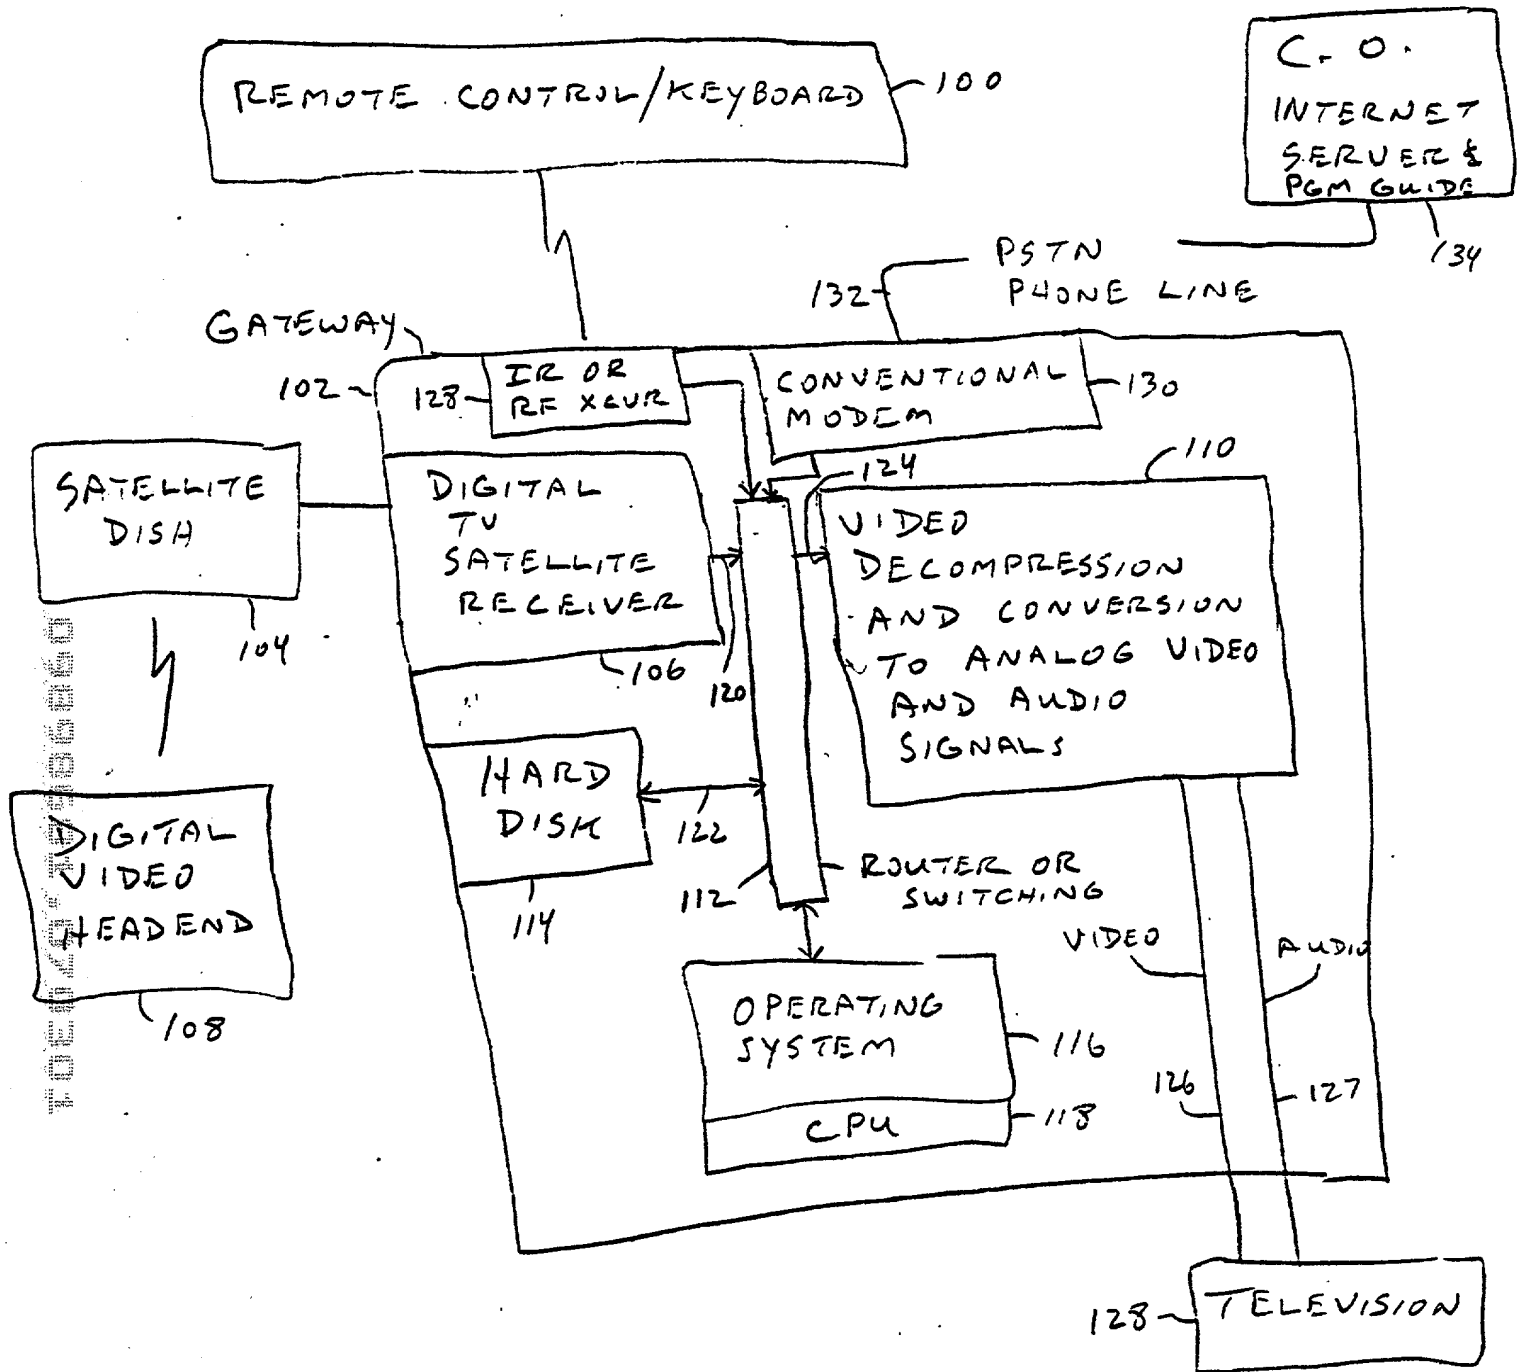 REMOTE CONTROL/KEYBOARD
100
C. O.
INTERNET
SERVER &
PGM GUIDE
134
PSTN
PHONE LINE
132
GATEWAY
102
128
IR OR
RF XCVR
CONVENTIONAL
MODEM
130
SATELLITE
DISH
104
DIGITAL
TV
SATELLITE
RECEIVER
106
120
124
110
VIDEO
DECOMPRESSION
AND CONVERSION
TO ANALOG VIDEO
AND AUDIO
SIGNALS
HARD
DISK
114
122
112
ROUTER OR
SWITCHING
DIGITAL
VIDEO
HEADEND
108
VIDEO
AUDIO
OPERATING
SYSTEM
116
CPU
118
126
127
128
TELEVISION